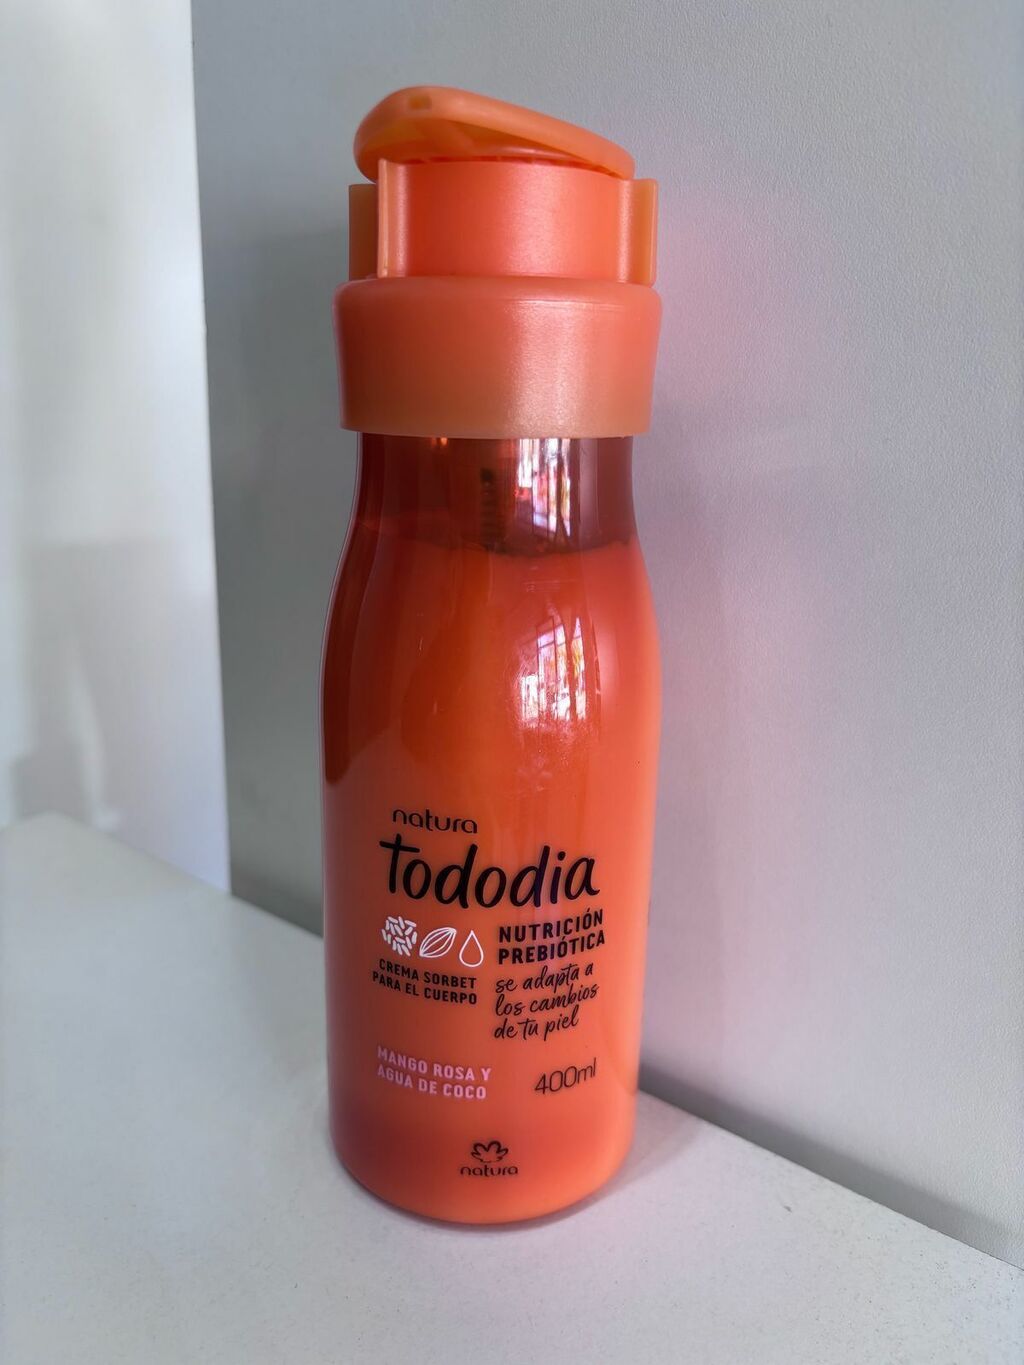 natura
tododia
NUTRICIÓN
PREBIÓTICA
CREMA SORBET
PARA EL CUERPO
se adapta a
los cambios
de tu piel
MANGO ROSA Y
AGUA DE COCO
400ml
natura